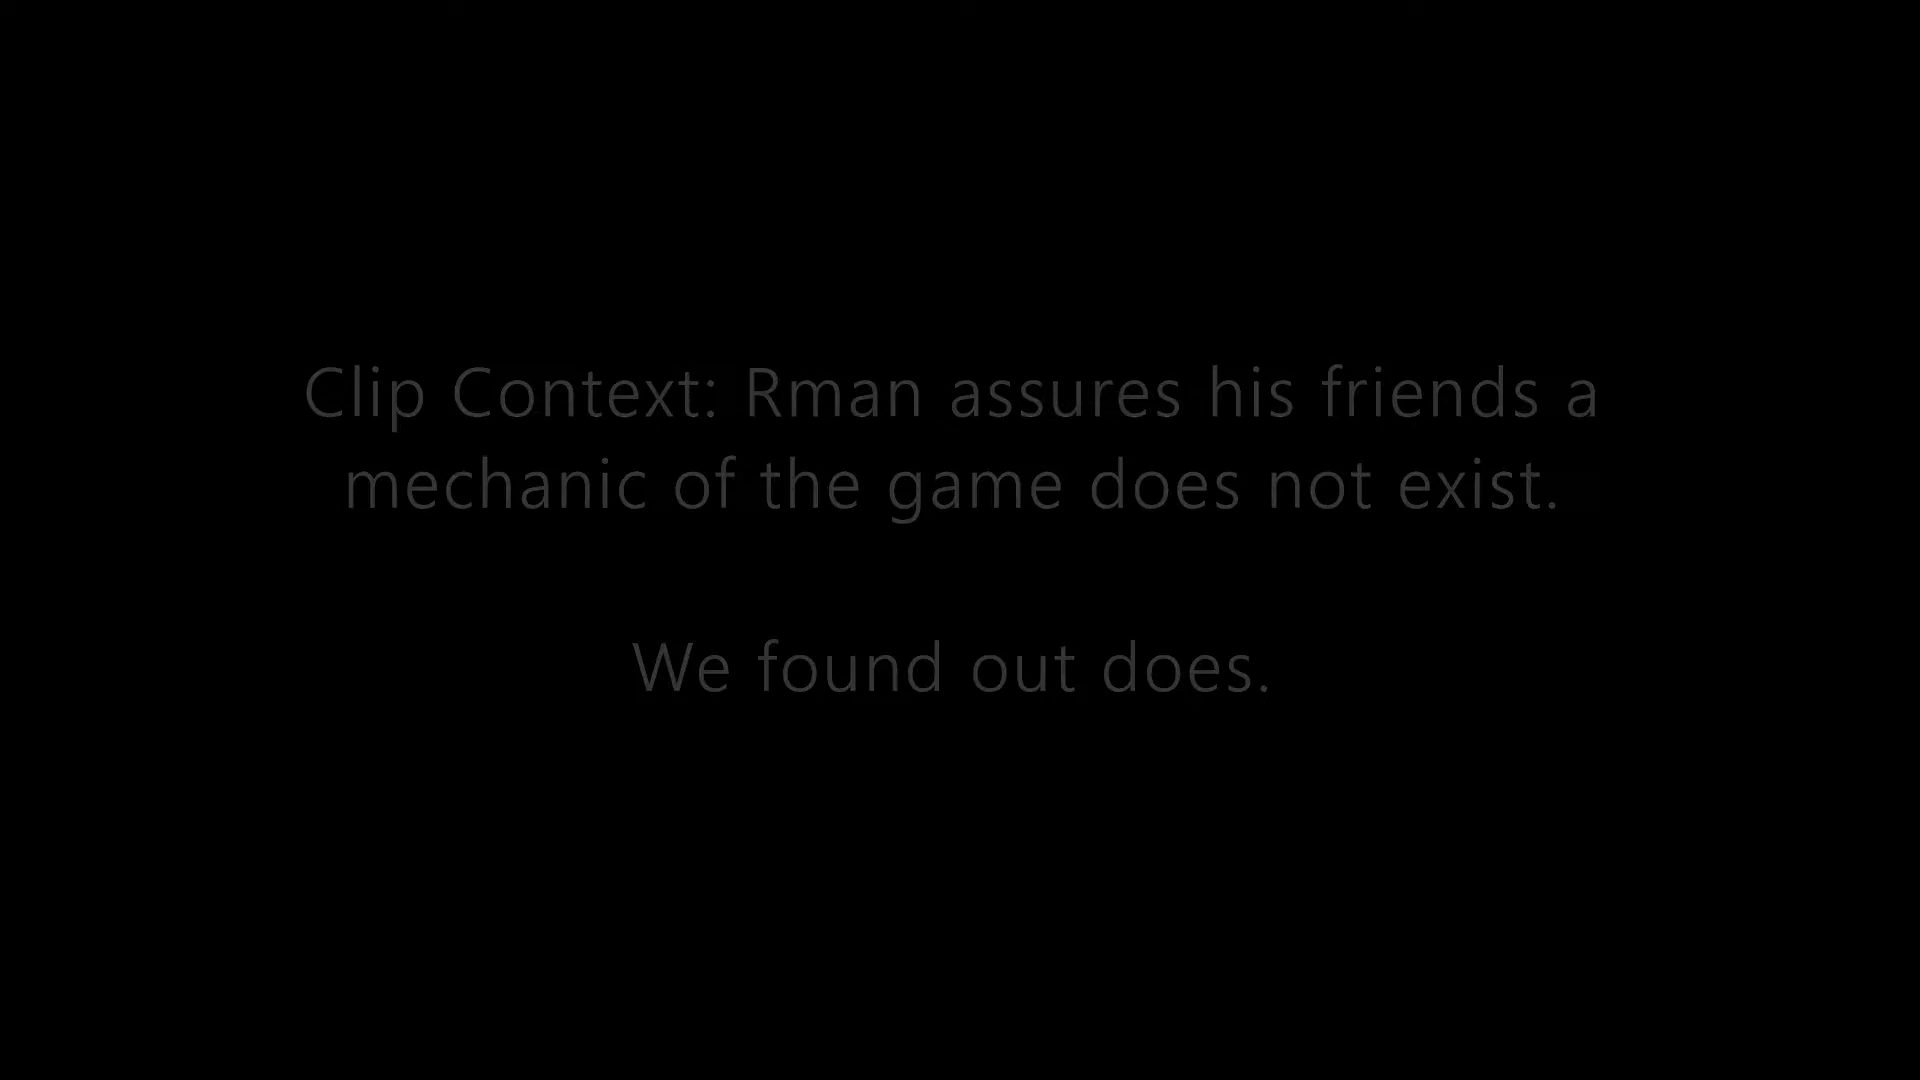 Clip Context: Rman assures his friends a
mechanic of the game does not exist.
We found out does.